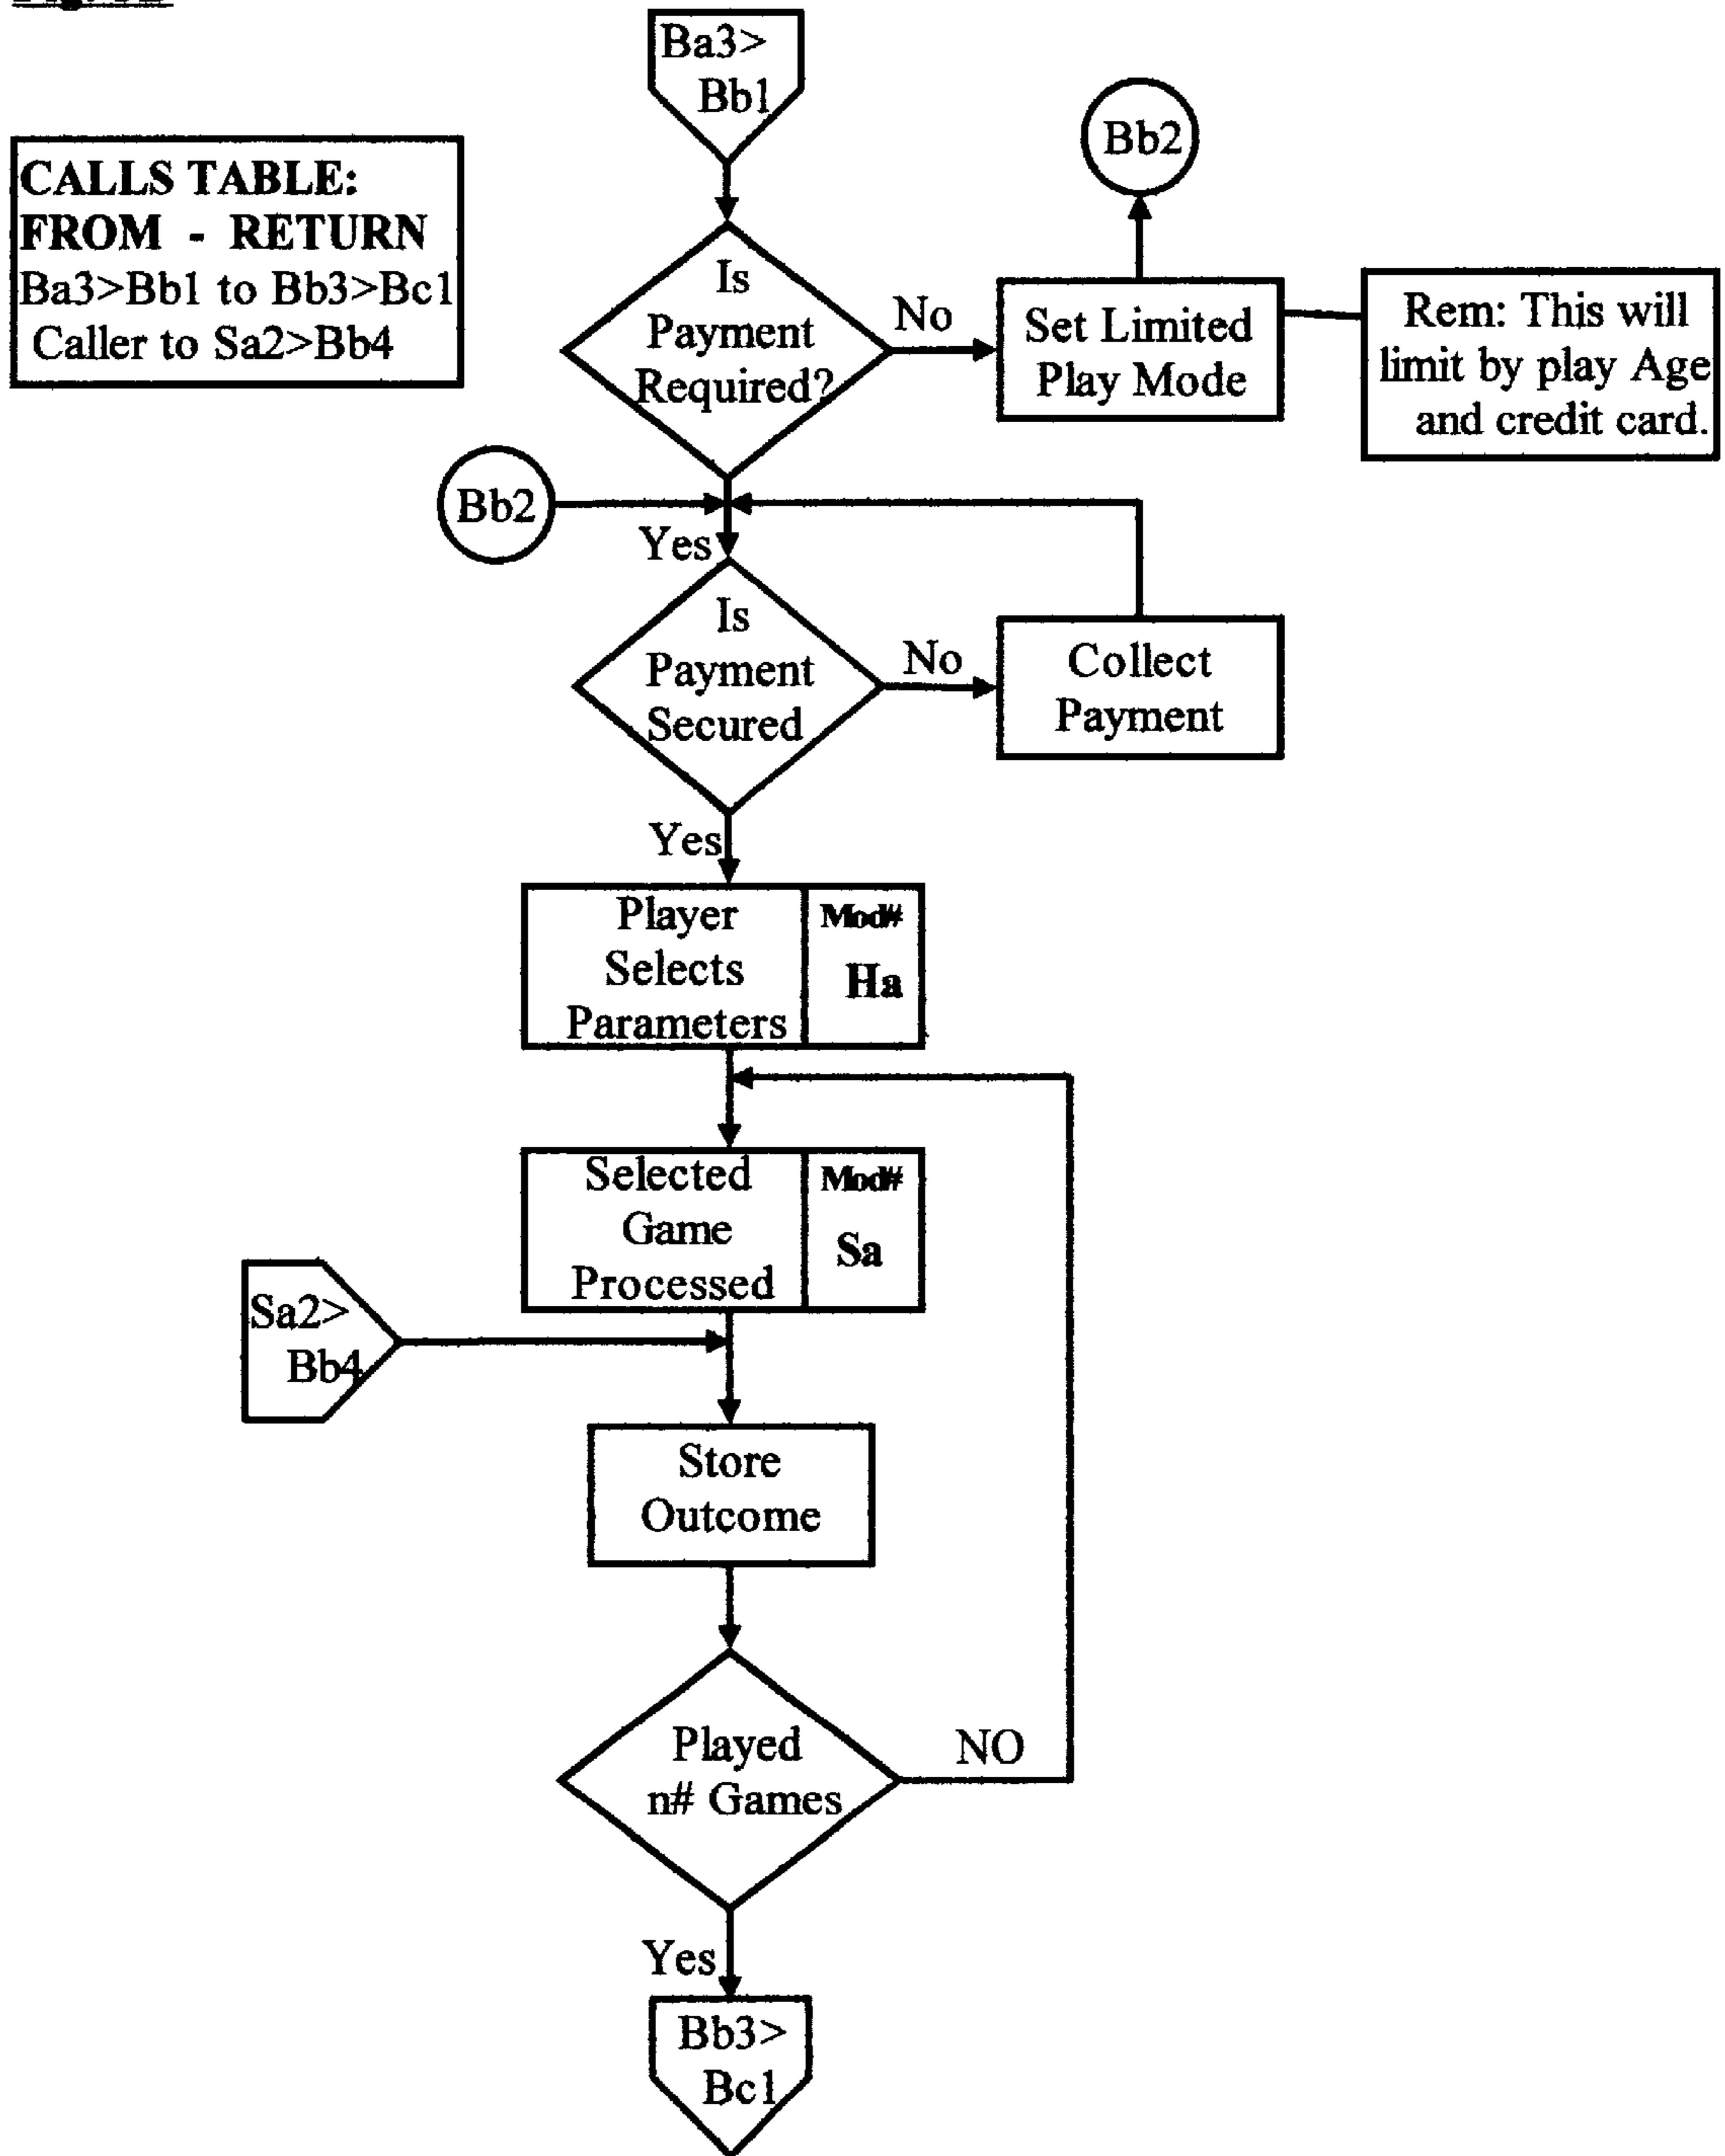 Ba3>
Bb1
Bb2
CALLS TABLE:
FROM - RETURN
Ba3>Bb1 to Bb3>Bc1
Caller to Sa2>Bb4
Is
Payment
Required?
No
Set Limited
Play Mode
Rem: This will
limit by play Age
and credit card.
Bb2
Yes
Is
Payment
Secured
No
Collect
Payment
Yes
Player
Selects
Parameters
Mod#
Ha
Selected
Game
Processed
Mod#
Sa
Sa2>
Bb4
Store
Outcome
Played
n# Games
NO
Yes
Bb3>
Bc1